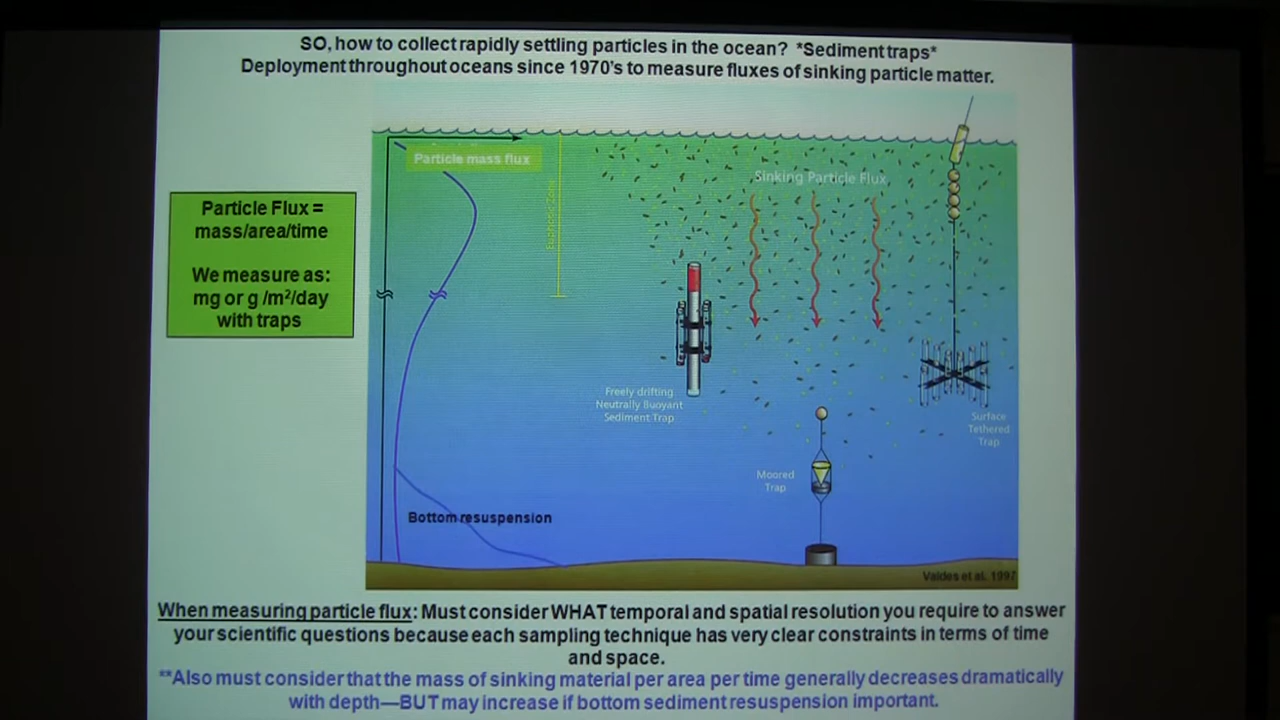 SO, how to collect rapidly settling particles in the ocean? *Sediment traps*
Deployment throughout oceans since 1970's to measure fluxes of sinking particle matter.
Particle mass flux
Sinking Particle Flux
Euphotic Zone
Particle Flux =
mass/area/time
We measure as:
mg or g /m²/day
with traps
Freely drifting
Neutrally Buoyant
Sediment Trap
Surface
Tethered
Trap
Moored
Trap
Bottom resuspension
Valdes et al. 1997
When measuring particle flux: Must consider WHAT temporal and spatial resolution you require to answer
your scientific questions because each sampling technique has very clear constraints in terms of time
and space.
**Also must consider that the mass of sinking material per area per time generally decreases dramatically
with depth—BUT may increase if bottom sediment resuspension important.